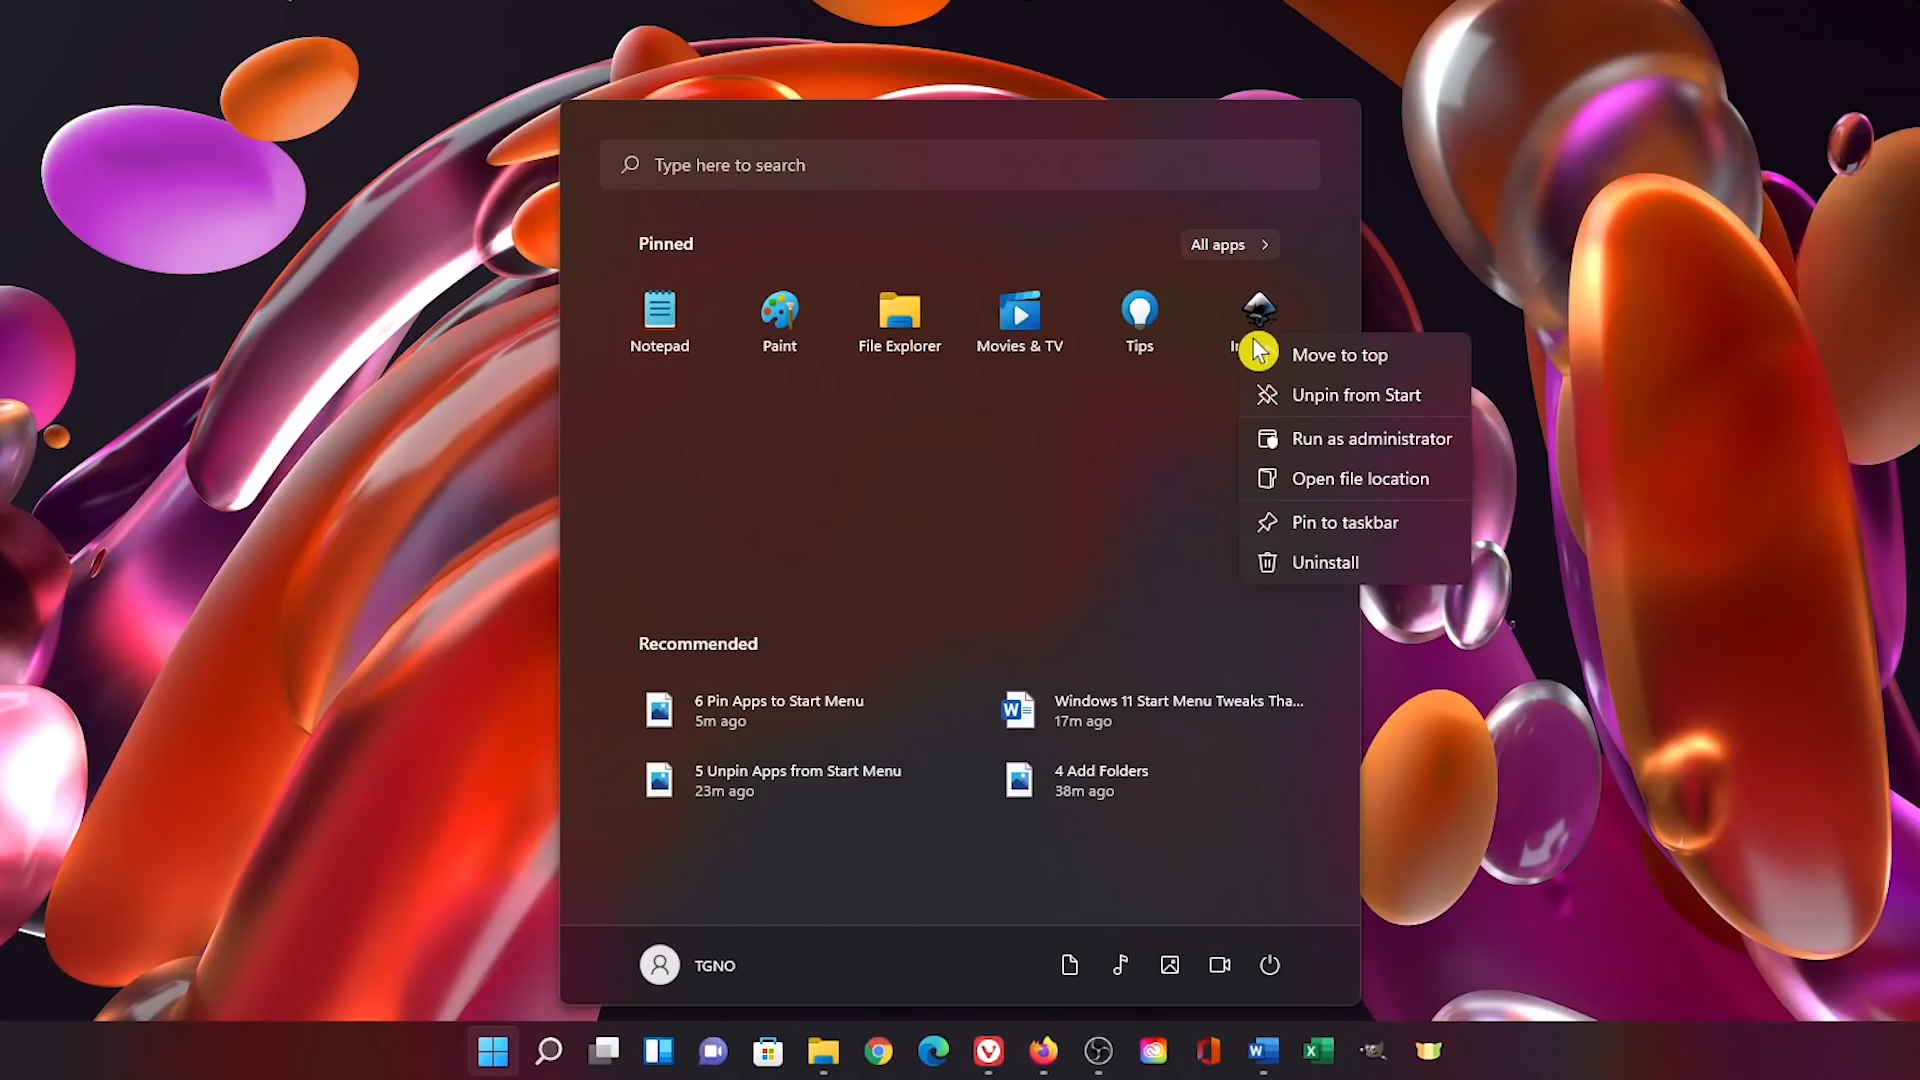 Type here to search
Pinned
All apps
Notepad
Paint
File Explorer
Movies & TV
Tips
Move to top
Unpin from Start
Run as administrator
Open file location
Pin to taskbar
Uninstall
Recommended
6 Pin Apps to Start Menu
5m ago
Windows 11 Start Menu Tweaks Tha...
17m ago
5 Unpin Apps from Start Menu
23m ago
4 Add Folders
38m ago
TGNO